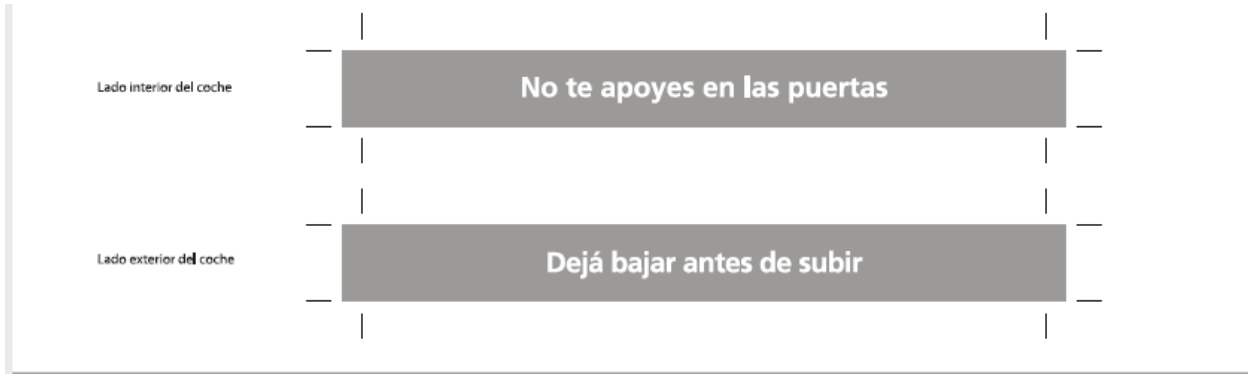 Lado interior del coche
No te apoyes en las puertas
Lado exterior del coche
Dejá bajar antes de subir